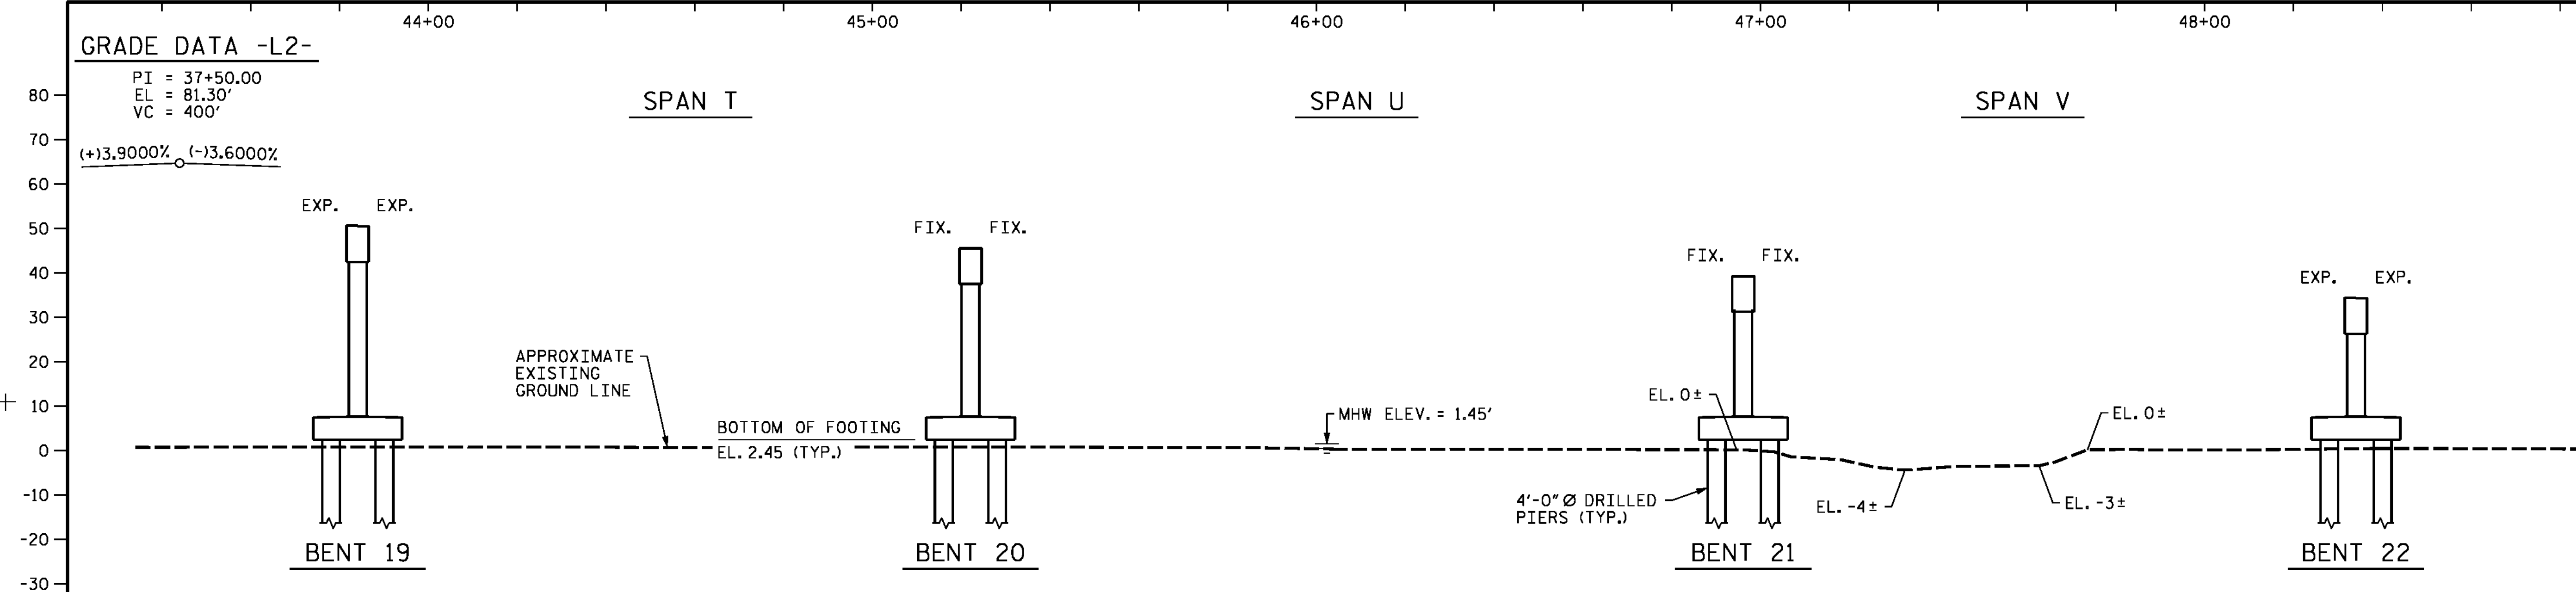 44+00
45+00
46+00
47+00
48+00
GRADE DATA -L2-
PI = 37+50.00
EL = 81.30'
VC = 400'
(+)3.9000% (-)3.6000%
80
70
60
50
40
30
20
10
0
-10
-20
-30
SPAN T
SPAN U
SPAN V
EXP. EXP.
FIX. FIX.
FIX. FIX.
EXP. EXP.
APPROXIMATE
EXISTING
GROUND LINE
BOTTOM OF FOOTING
EL. 2.45 (TYP.)
MHW ELEV. = 1.45'
EL. 0±
EL. 0±
4'-0" Ø DRILLED
PIERS (TYP.)
EL. -4±
EL. -3±
BENT 19
BENT 20
BENT 21
BENT 22